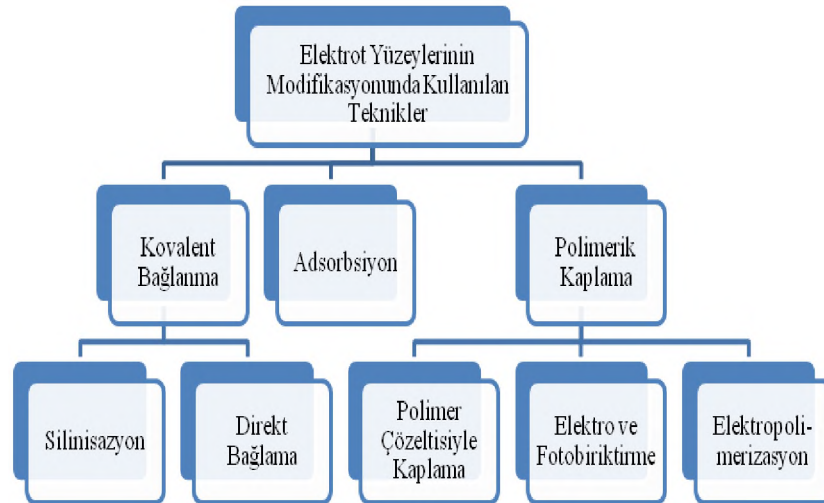 Elektrot Yüzeylerinin
Modifikasyonunda Kullanılan
Teknikler
Kovalent
Bağlanma
Adsorbsiyon
Polimerik
Kaplama
Silinisazyon
Direkt
Bağlama
Polimer
Çözeltisiyle
Kaplama
Elektro ve
Fotobiriktirme
Elektropoli-
merizasyon